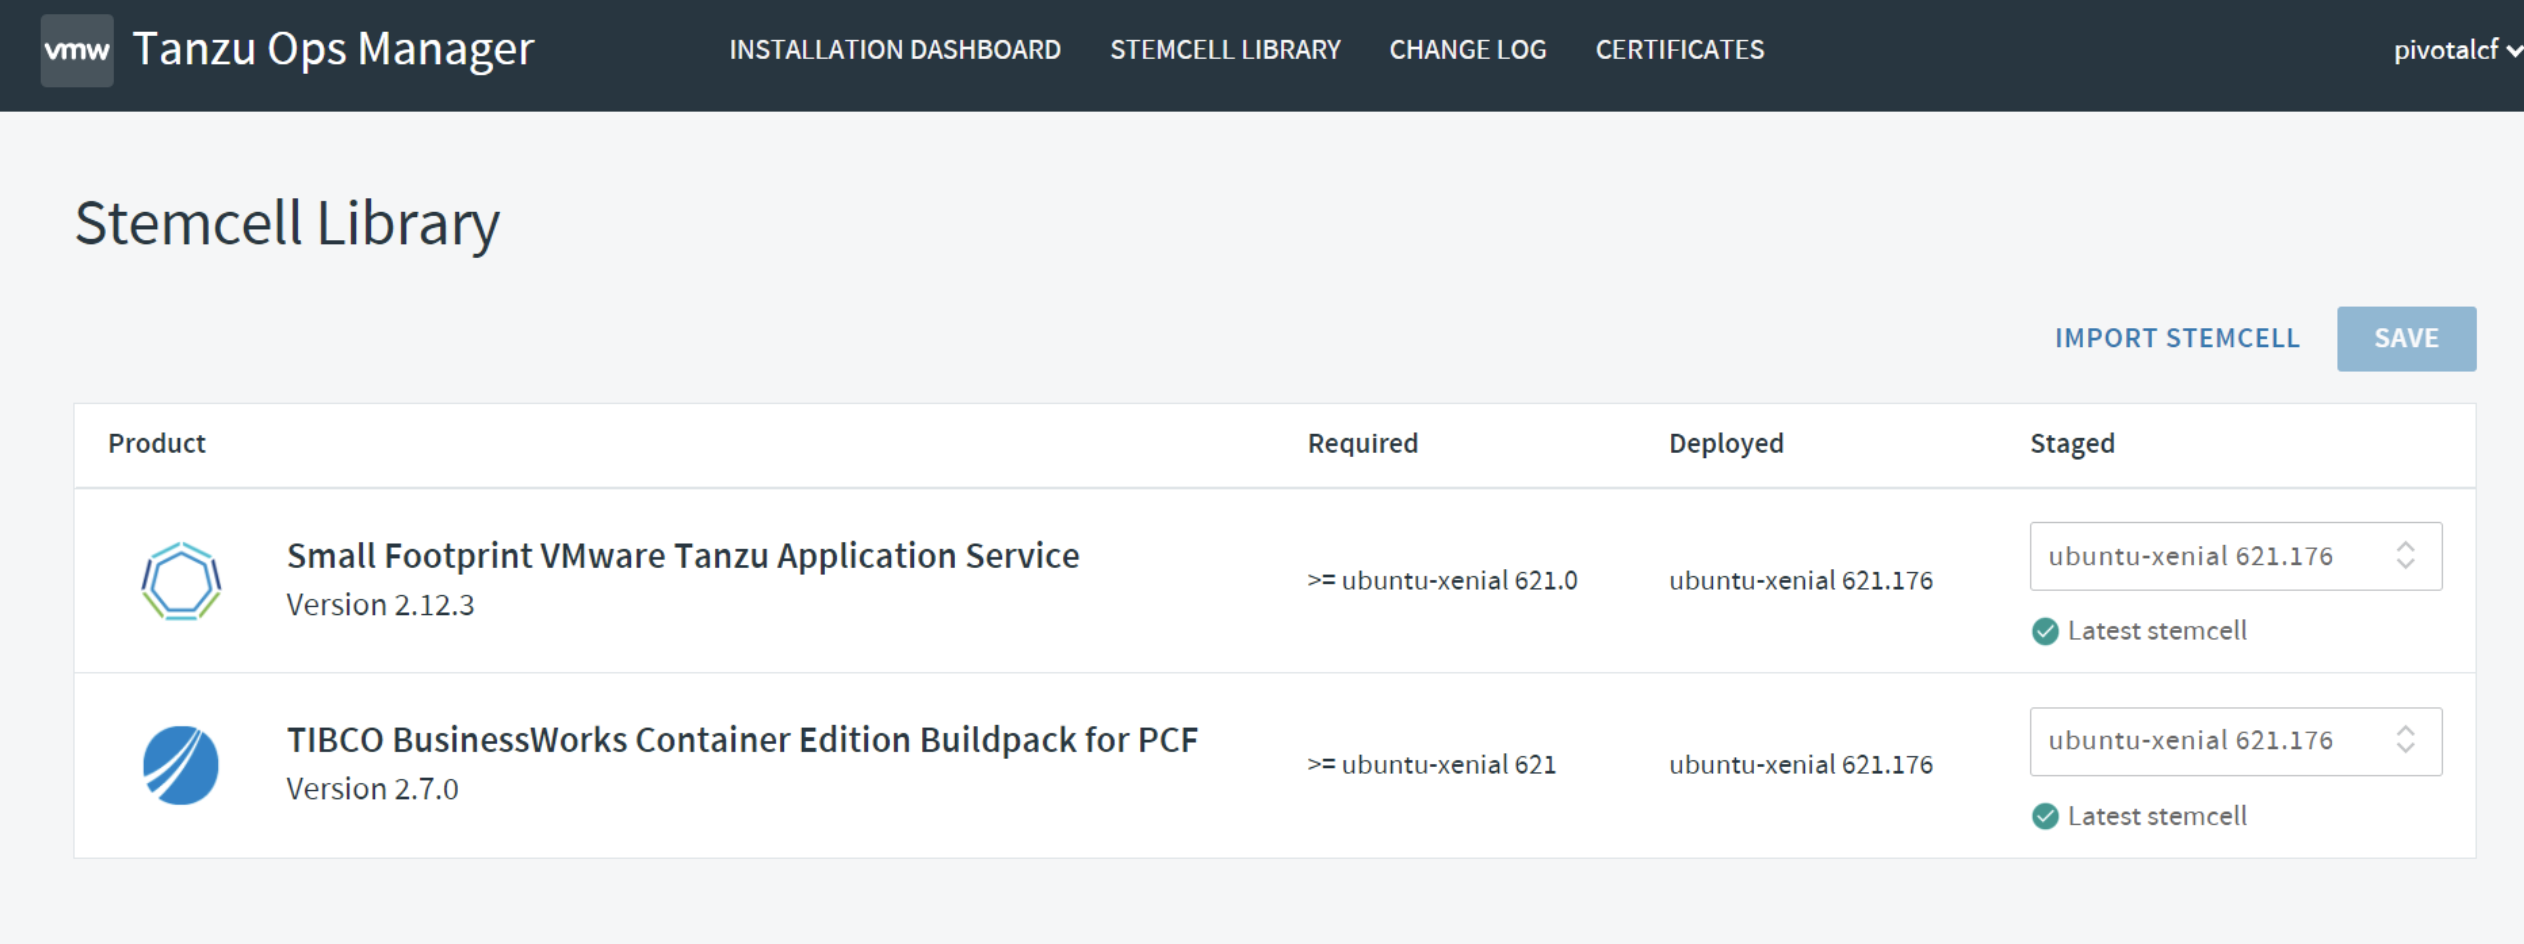 vmw Tanzu Ops Manager INSTALLATION DASHBOARD STEMCELL LIBRARY CHANGE LOG CERTIFICATES pivotalcf
Stemcell Library
IMPORT STEMCELL SAVE
Product Required Deployed Staged
Small Footprint VMware Tanzu Application Service
Version 2.12.3
>= ubuntu-xenial 621.0 ubuntu-xenial 621.176
ubuntu-xenial 621.176
Latest stemcell
TIBCO BusinessWorks Container Edition Buildpack for PCF
Version 2.7.0
>= ubuntu-xenial 621 ubuntu-xenial 621.176
ubuntu-xenial 621.176
Latest stemcell